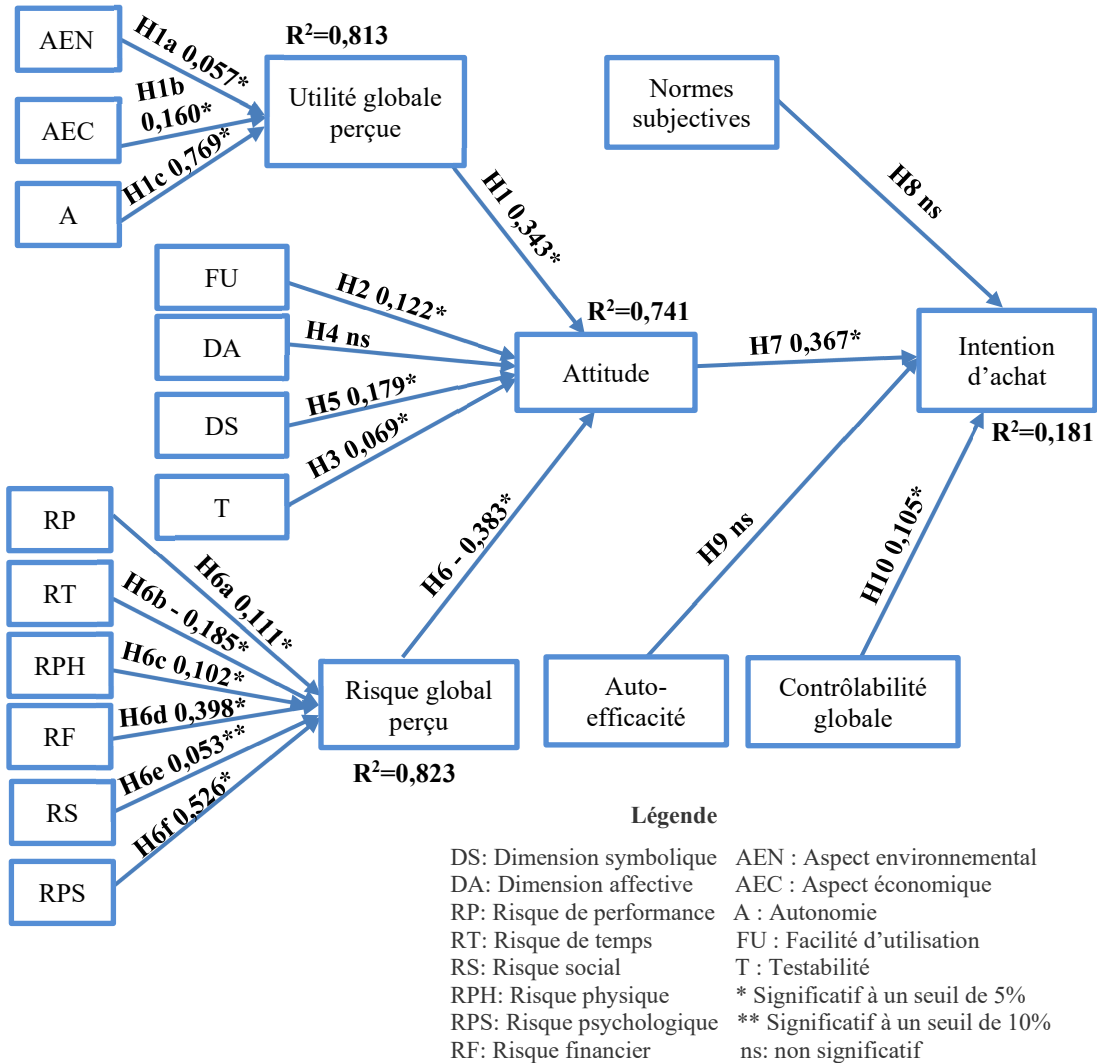 AEN
H1a 0,057*
R²=0,813
Utilité globale
perçue
H1b
0,160*
AEC
H1c 0,769*
A
Normes
subjectives
H1 0,343*
H8 ns
FU
H2 0,122*
DA
H4 ns
DS
H5 0,179*
T
H3 0,069*
R²=0,741
Attitude
H7 0,367*
Intention
d’achat
R²=0,181
RP
H6a 0,111*
RT
H6b - 0,185*
RPH
H6c 0,102*
RF
H6d 0,398*
RS
H6e 0,053**
RPS
H6f 0,526*
H6 - 0,383*
H9 ns
H10 0,105*
Risque global
perçu
R²=0,823
Auto-
efficacité
Contrôlabilité
globale
Légende
DS: Dimension symbolique AEN : Aspect environnemental
DA: Dimension affective AEC : Aspect économique
RP: Risque de performance A : Autonomie
RT: Risque de temps FU : Facilité d’utilisation
RS: Risque social T : Testabilité
RPH: Risque physique * Significatif à un seuil de 5%
RPS: Risque psychologique ** Significatif à un seuil de 10%
RF: Risque financier ns: non significatif